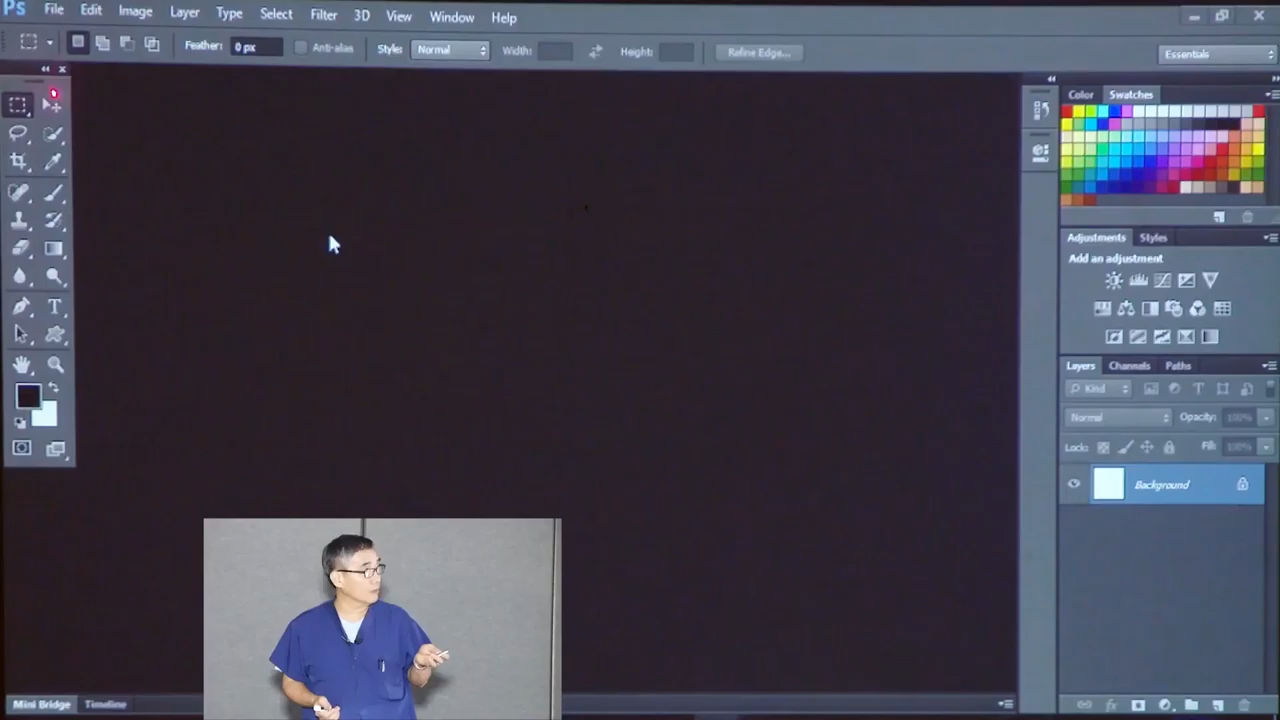 Ps File Edit Image Layer Type Select Filter 3D View Window Help
Feather: 0 px Anti-alias Style: Normal Width: Height: Refine Edge... Essentials
Color Swatches
Adjustments Styles
Add an adjustment
Layers Channels Paths
Kind
Normal Opacity: 100%
Lock: Fill: 100%
Background
Mini Bridge Timeline